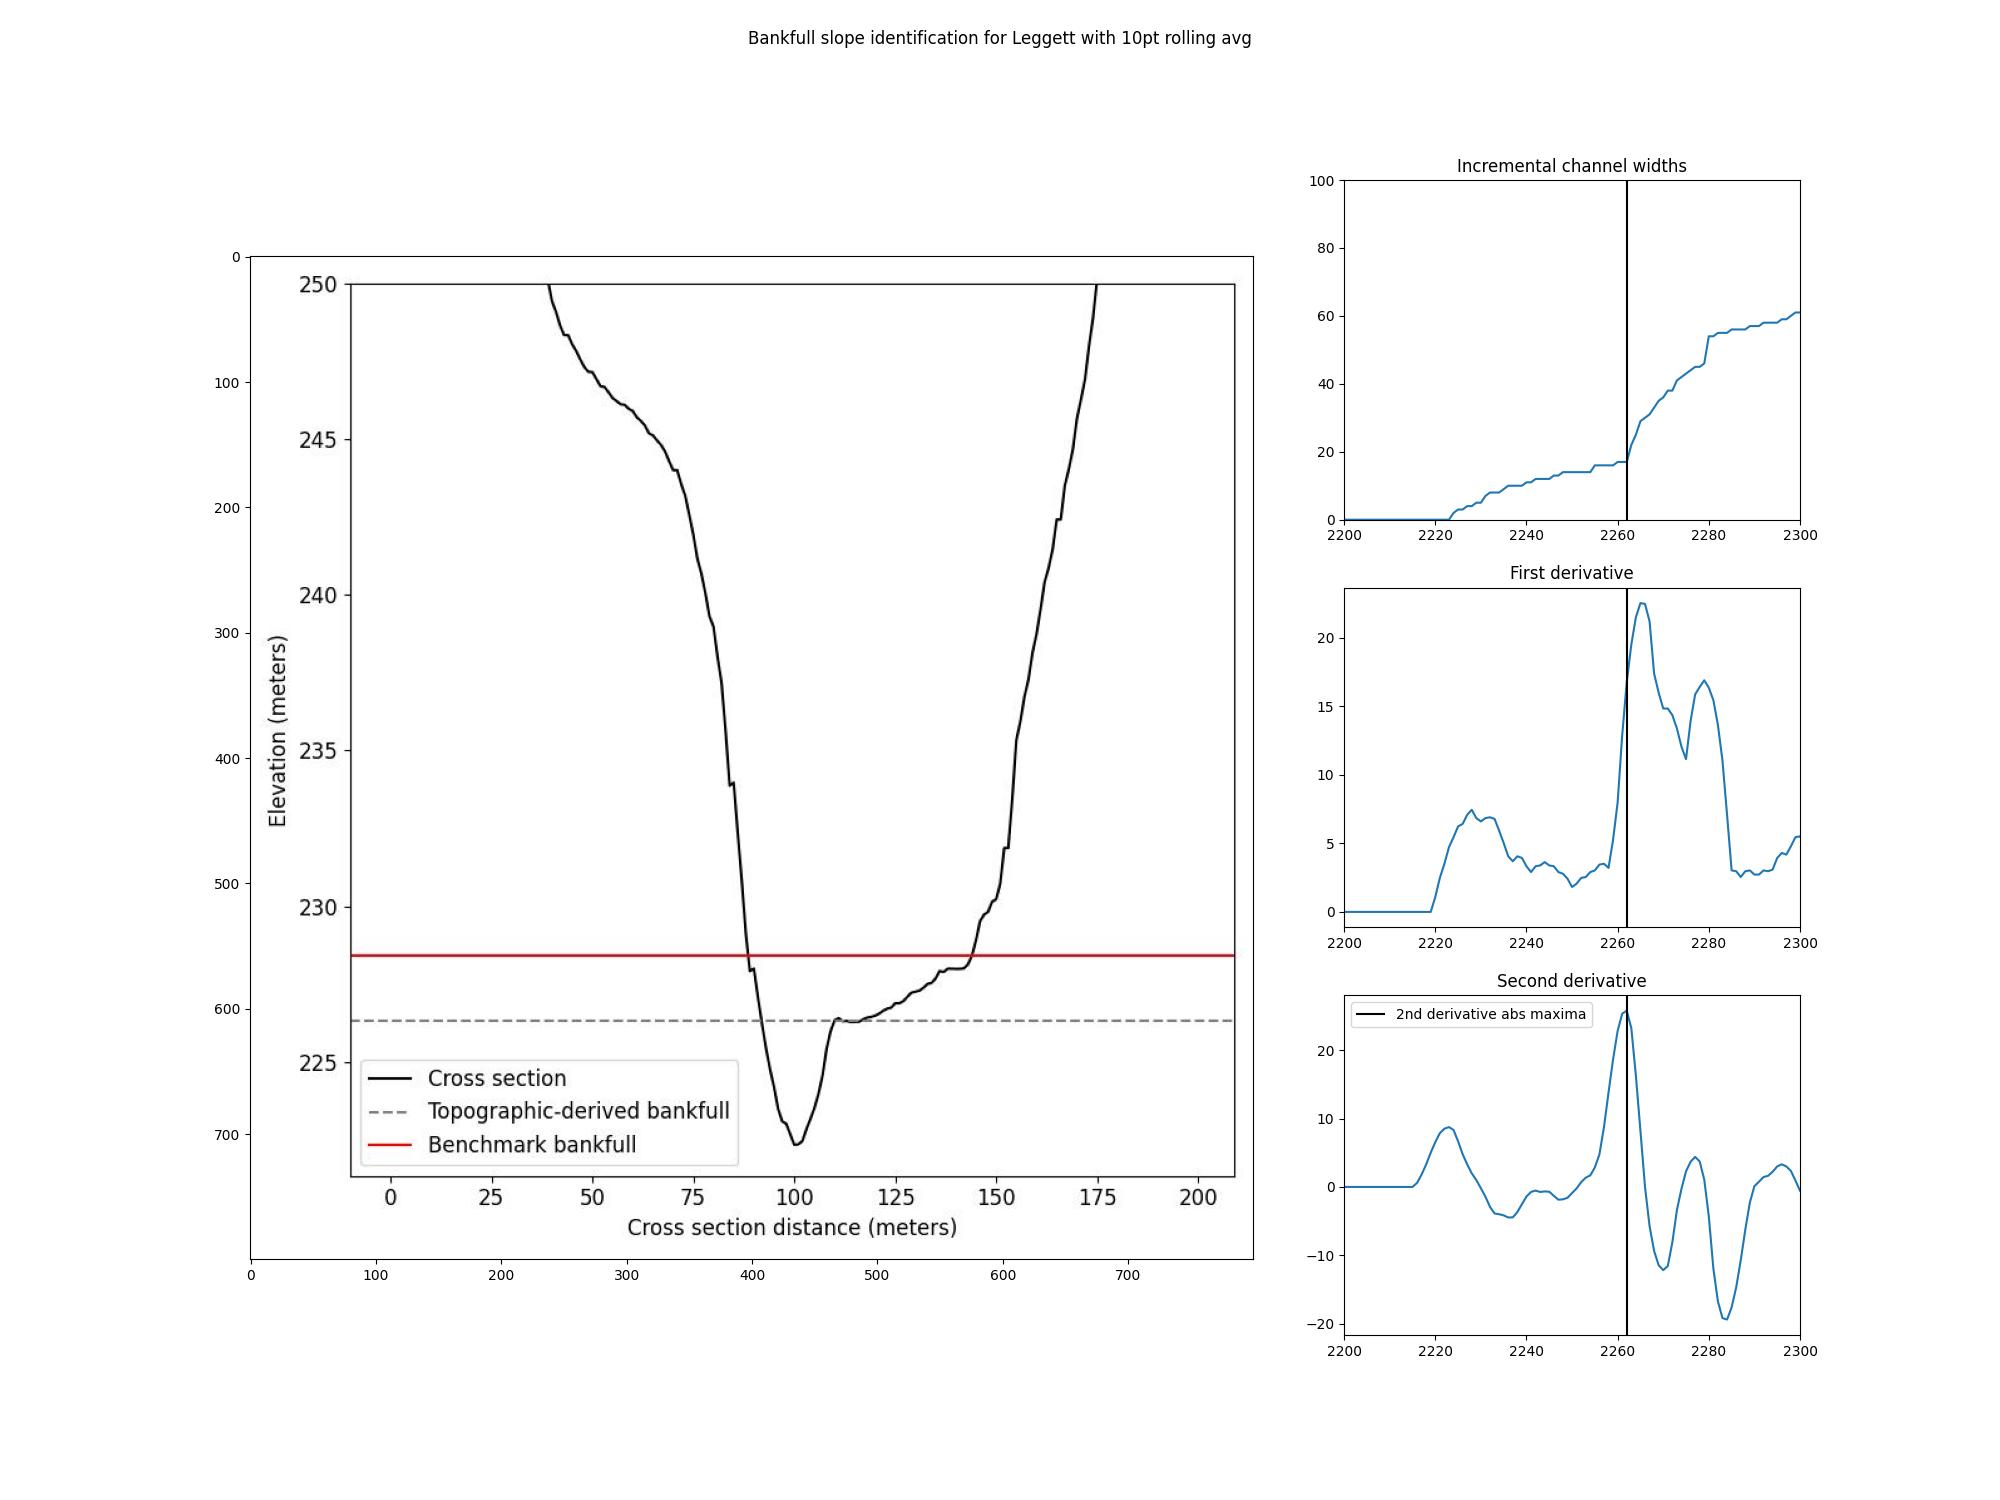 Bankfull slope identification for Leggett with 10pt rolling avg
0
100
200
300
400
500
600
700
250
245
240
235
230
225
Elevation (meters)
Cross section
Topographic-derived bankfull
Benchmark bankfull
0 25 50 75 100 125 150 175 200
Cross section distance (meters)
0 100 200 300 400 500 600 700
Incremental channel widths
100
80
60
40
20
0
2200 2220 2240 2260 2280 2300
First derivative
20
15
10
5
0
2200 2220 2240 2260 2280 2300
Second derivative
2nd derivative abs maxima
20
10
0
−10
−20
2200 2220 2240 2260 2280 2300